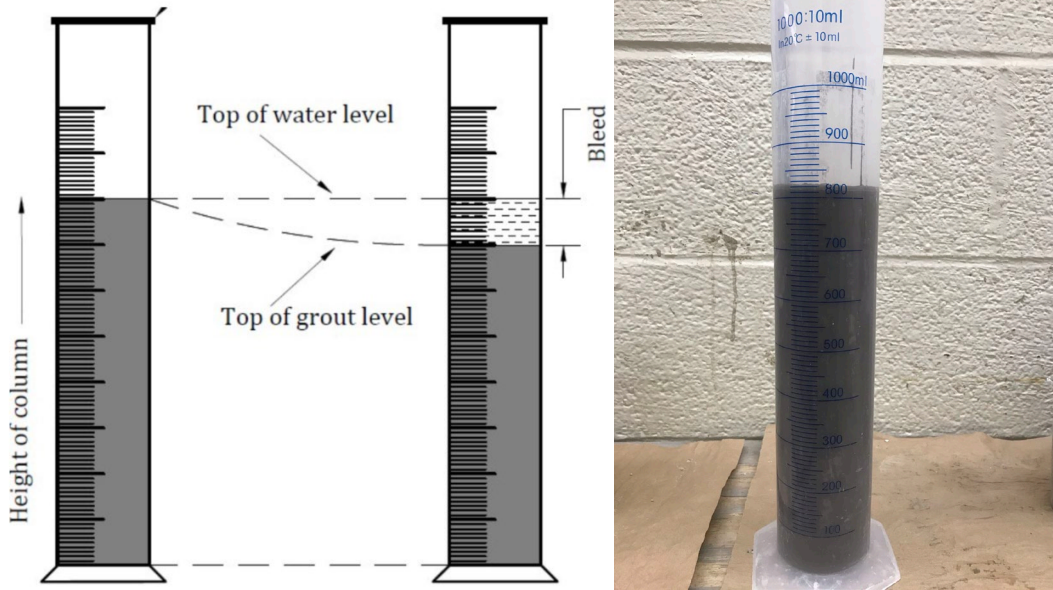 Top of water level
Bleed
Top of grout level
Height of column
1000:10ml
In20°C ± 10ml
1000ml
900
800
700
600
500
400
300
200
100